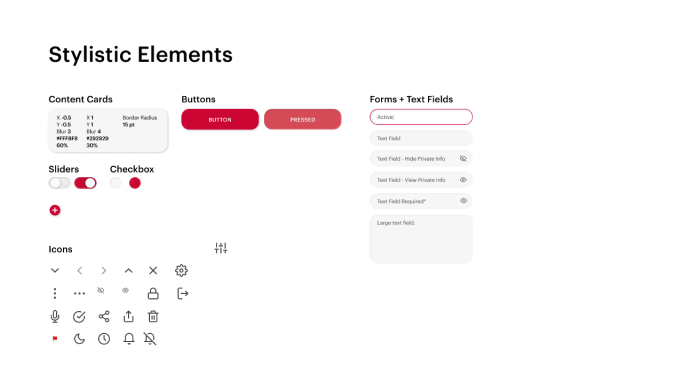 Stylistic Elements
Content Cards
X -0.5 X 1 Border Radius
Y -0.5 Y 1 15 pt
Blur 3 Blur 4
#FFF8F8 #292929
60% 30%
Buttons
BUTTON
PRESSED
Sliders
Checkbox
Icons
Forms + Text Fields
Active|
Text Field
Text Field - Hide Private Info
Text Field - View Private Info
Text Field Required*
Large text field.